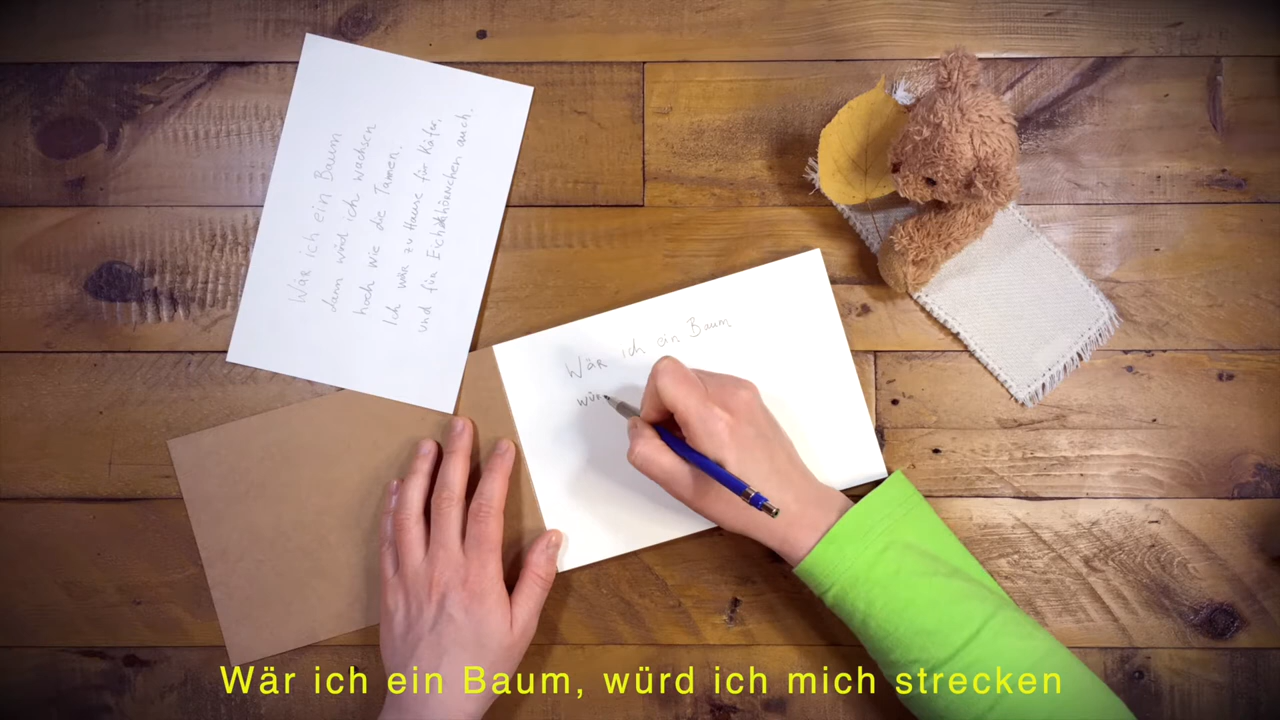 Wär ich ein Baum
dann würd ich wachsen
hoch wie die Tannen.
Ich wär zu Hause für Käfer,
und für Eichhörnchen auch.
Wär ich ein Baum
wür
Wär ich ein Baum, würd ich mich strecken